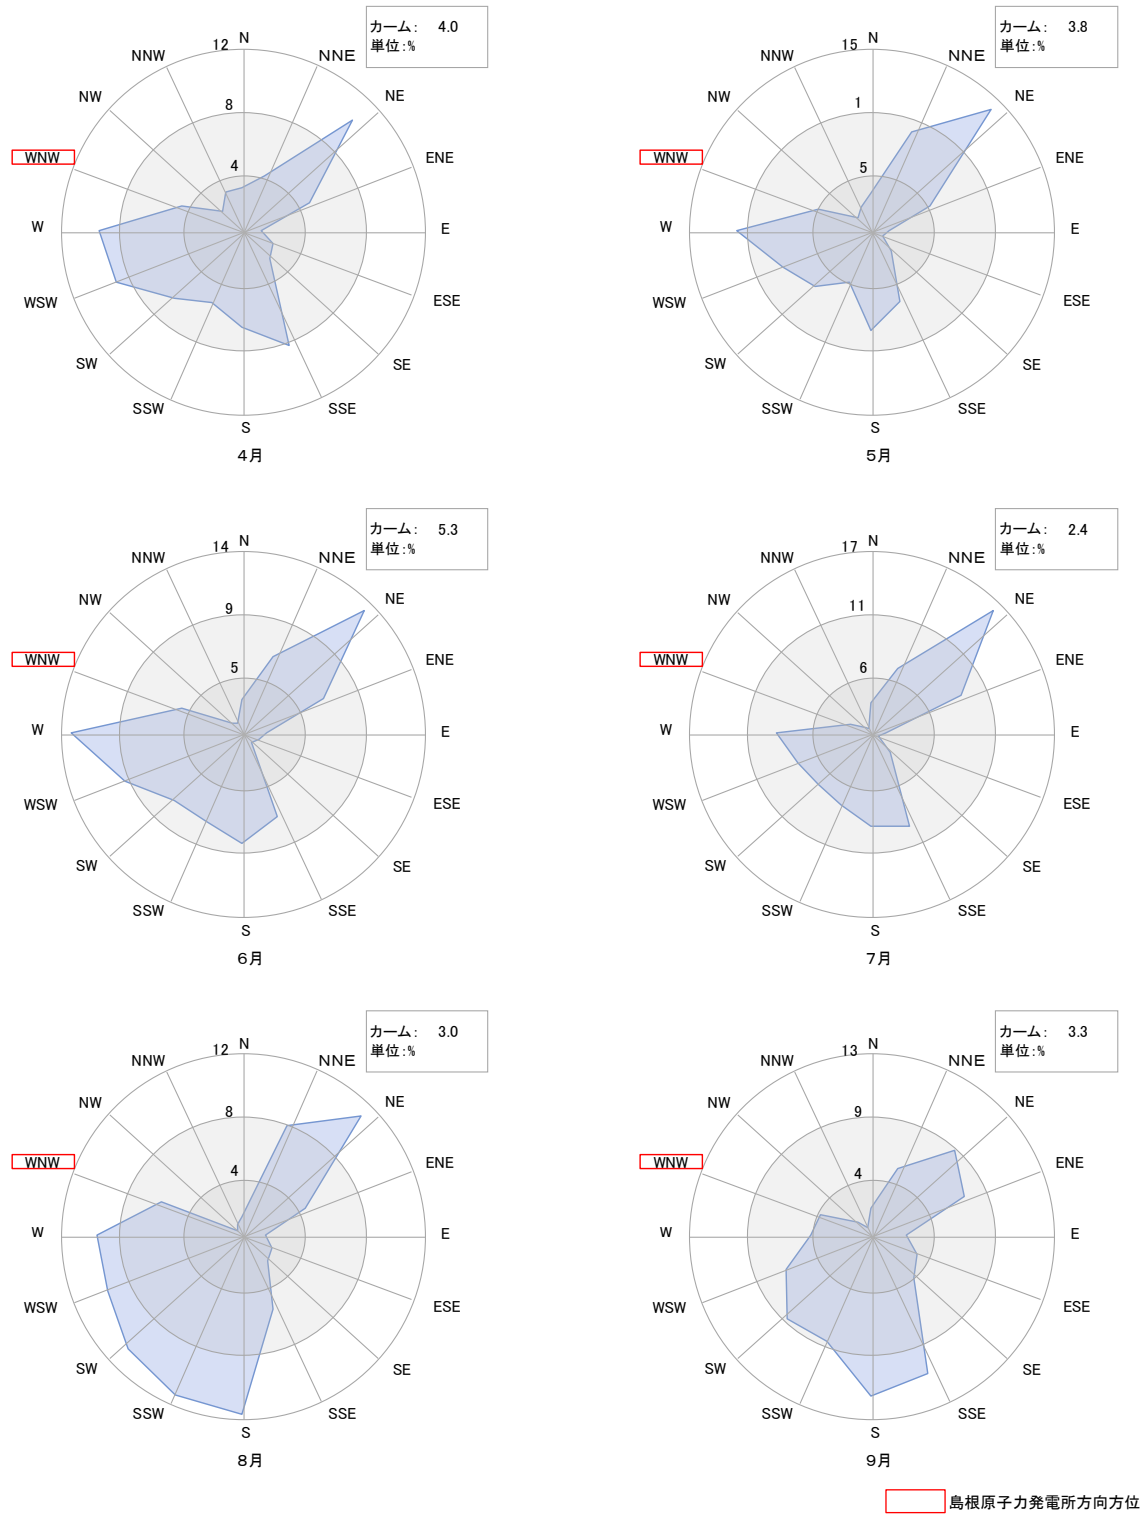 カーム： 4.0
単位：%
12
N
NNW
NNE
NW
NE
8
WNW
ENE
4
W
E
WSW
ESE
SW
SE
SSW
SSE
S
４月
カーム： 3.8
単位：%
15
N
NNW
NNE
NW
NE
1
WNW
ENE
5
W
E
WSW
ESE
SW
SE
SSW
SSE
S
５月
カーム： 5.3
単位：%
14
N
NNW
NNE
NW
NE
9
WNW
ENE
5
W
E
WSW
ESE
SW
SE
SSW
SSE
S
６月
カーム： 2.4
単位：%
17
N
NNW
NNE
NW
NE
11
WNW
ENE
6
W
E
WSW
ESE
SW
SE
SSW
SSE
S
７月
カーム： 3.0
単位：%
12
N
NNW
NNE
NW
NE
8
WNW
ENE
4
W
E
WSW
ESE
SW
SE
SSW
SSE
S
８月
カーム： 3.3
単位：%
13
N
NNW
NNE
NW
NE
9
WNW
ENE
4
W
E
WSW
ESE
SW
SE
SSW
SSE
S
９月
島根原子力発電所方向方位